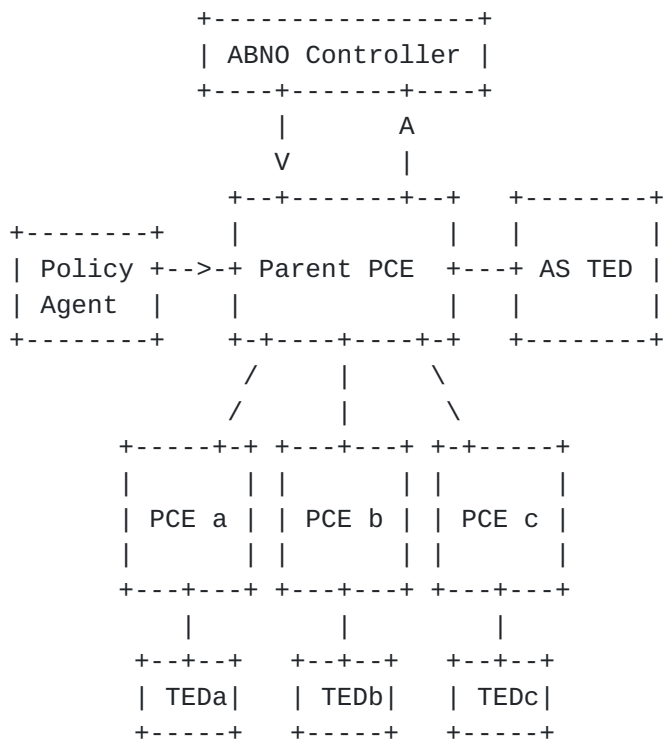 ABNO Controller
A
V
Policy Agent
Parent PCE
AS TED
PCE a
PCE b
PCE c
TEDa
TEDb
TEDc